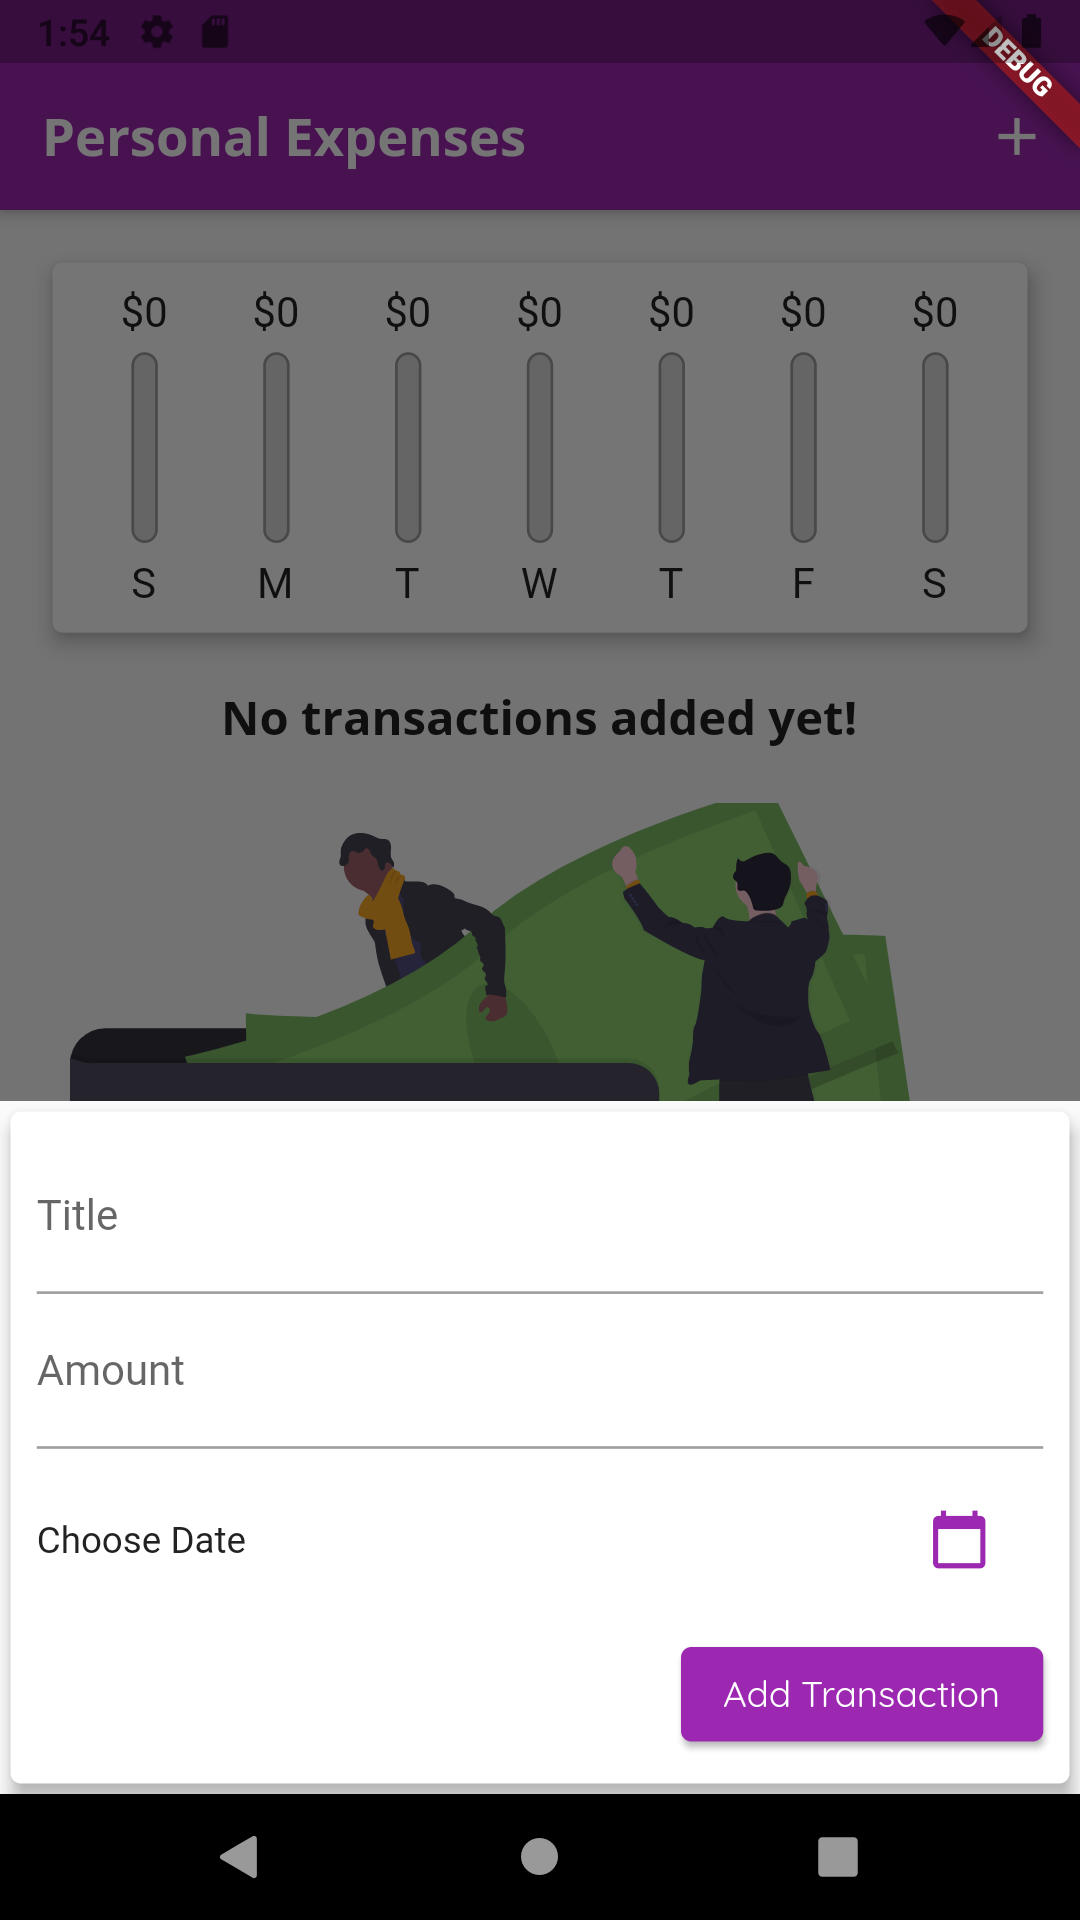 1:54
DEBUG
Personal Expenses
$0 $0 $0 $0 $0 $0 $0
S M T W T F S
No transactions added yet!
Title
Amount
Choose Date
Add Transaction